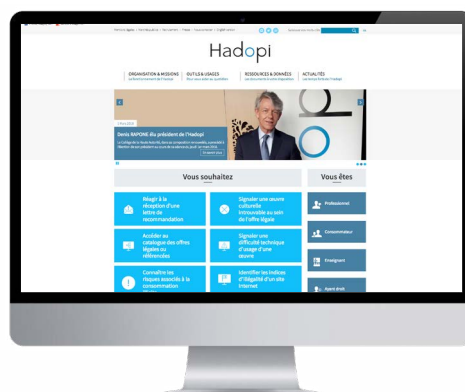 Hadopi
ORGANISATION & MISSIONS
OUTILS & USAGES
RESSOURCES & DONNÉES
ACTUALITÉS
Denis RAPONE élu président de l'Hadopi
Vous souhaitez
Vous êtes
Réagir à la
réception d'une
lettre de
recommandation
Signaler une œuvre
culturelle
introuvable au sein
de l'offre légale
Accéder au
catalogue des offres
légales ou
référencées
Signaler une
difficulté technique
d'usage d'une
œuvre
Connaître les
risques associés à la
consommation
Identifier les indices
d'illégalité d'un site
internet
Professionnel
Consommateur
Enseignant
Ayant droit